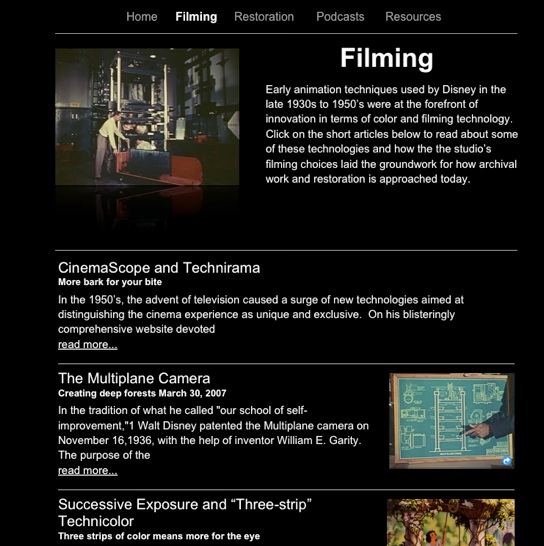 Home Filming Restoration Podcasts Resources
Filming
Early animation techniques used by Disney in the
late 1930s to 1950's were at the forefront of
innovation in terms of color and filming technology.
Click on the short articles below to read about some
of these technologies and how the the studio's
filming choices laid the groundwork for how archival
work and restoration is approached today.
CinemaScope and Technirama
More bark for your bite
In the 1950's, the advent of television caused a surge of new technologies aimed at
distinguishing the cinema experience as unique and exclusive.  On his blisteringly
comprehensive website devoted
read more...
The Multiplane Camera
Creating deep forests March 30, 2007
In the tradition of what he called "our school of self-
improvement,"1 Walt Disney patented the Multiplane camera on
November 16,1936, with the help of inventor William E. Garity.
The purpose of the
read more...
Successive Exposure and “Three-strip”
Technicolor
Three strips of color means more for the eye